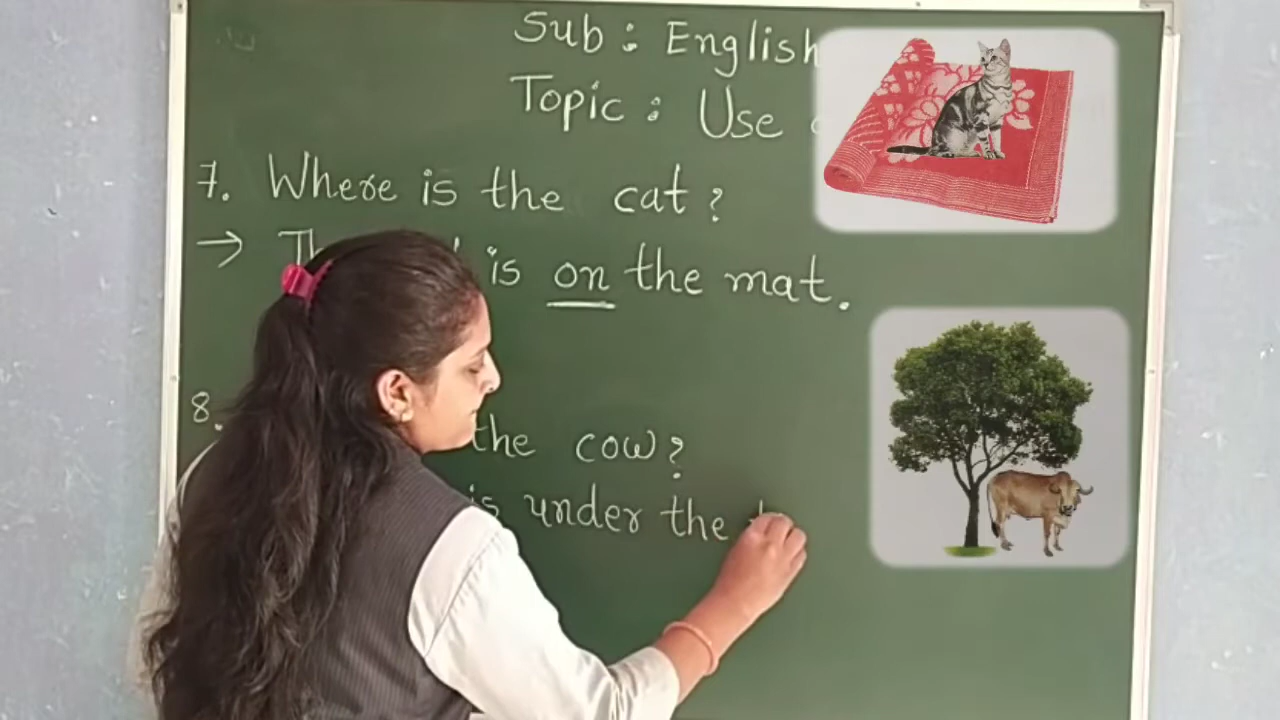 Sub : English
Topic : Use
7. Where is the cat ?
→ is on the mat.
8. the cow?
is under the